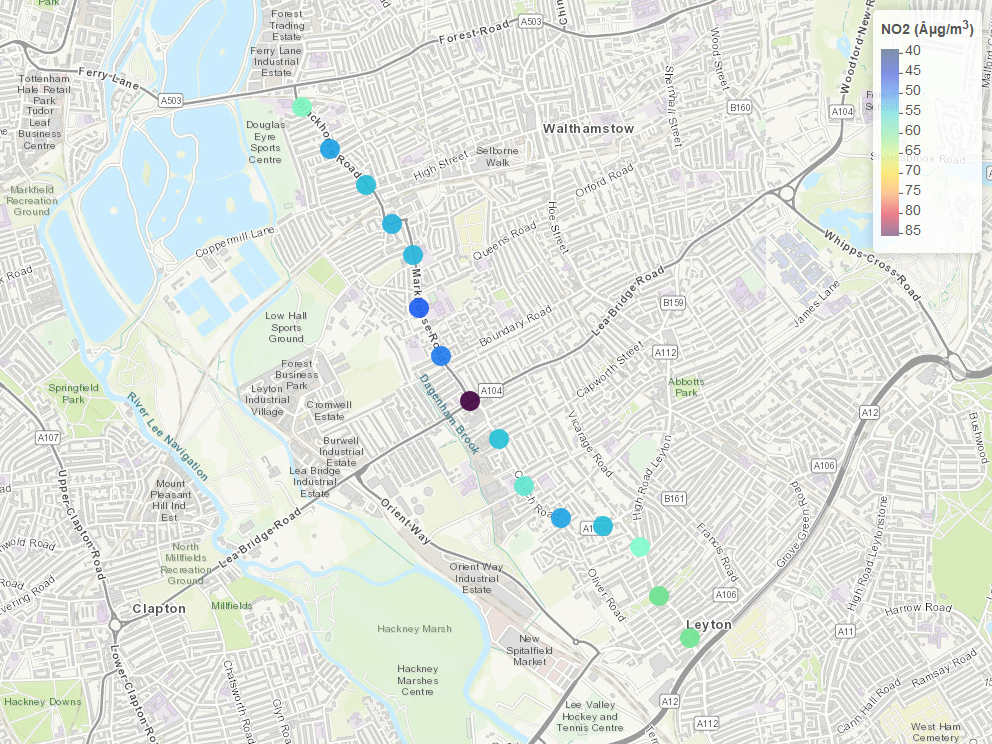 Park
Forest
Trading
Estate
Ferry Lane
Industrial
Estate
Forest-Road
A503
Wood Street
Woodford-New-R
NO2 (Âµg/m3)
40
45
50
55
60
65
70
75
80
85
Ferry-Lane
A503
Tottenham
Hale Retail
Park
Tudor
Leaf
Business
Centre
Douglas
Eyre
Sports
Centre
Road
Walthamstow
Selborne
Walk
High Street
Shernhall Street
B160
A104
Orford Road
Markfield
Recreation
Ground
Coppermill Lane
Hoe Street
Queens Road
Whipps-Cross-Road
Low Hall
Sports
Ground
Boundary Road
Lea-Bridge-Road
B159
James Lane
A112
Capworth Street
Forest
Business
Park
Leyton
Industrial
Village
Cromwell
Estate
Springfield
Park
River Lee Navigation
Dagenham Brook
A104
Abbotts
Park
A12
Bushwood
A107
Burwell
Industrial
Estate
Lea Bridge
Industrial
Estate
Vicarage Road
High Road Leyton
A106
Mount
Pleasant
Hill Ind.
Est
Upper-Clapton-Road
Lea-Bridge-Road
Orient-Way
B161
Francis Road
Grove Green Road
High Road Leytonstone
North
Millfields
Recreation
Ground
Orient Way
Industrial
Estate
Oliver Road
A106
Harrow Road
Clapton
Millfields
Hackney Marsh
Leyton
A11
New
Spitalfield
Market
Lower-Clapton-Road
Chatsworth Road
Glyn Road
Hackney
Marshes
Centre
Hackney Downs
Lee Valley
Hockey and
Tennis Centre
A12
A112
Cann Hall Road
Ramsay Road
West Ham
Cemetery